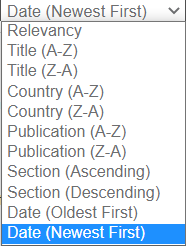 Date (Newest First)
Relevancy
Title (A-Z)
Title (Z-A)
Country (A-Z)
Country (Z-A)
Publication (A-Z)
Publication (Z-A)
Section (Ascending)
Section (Descending)
Date (Oldest First)
Date (Newest First)